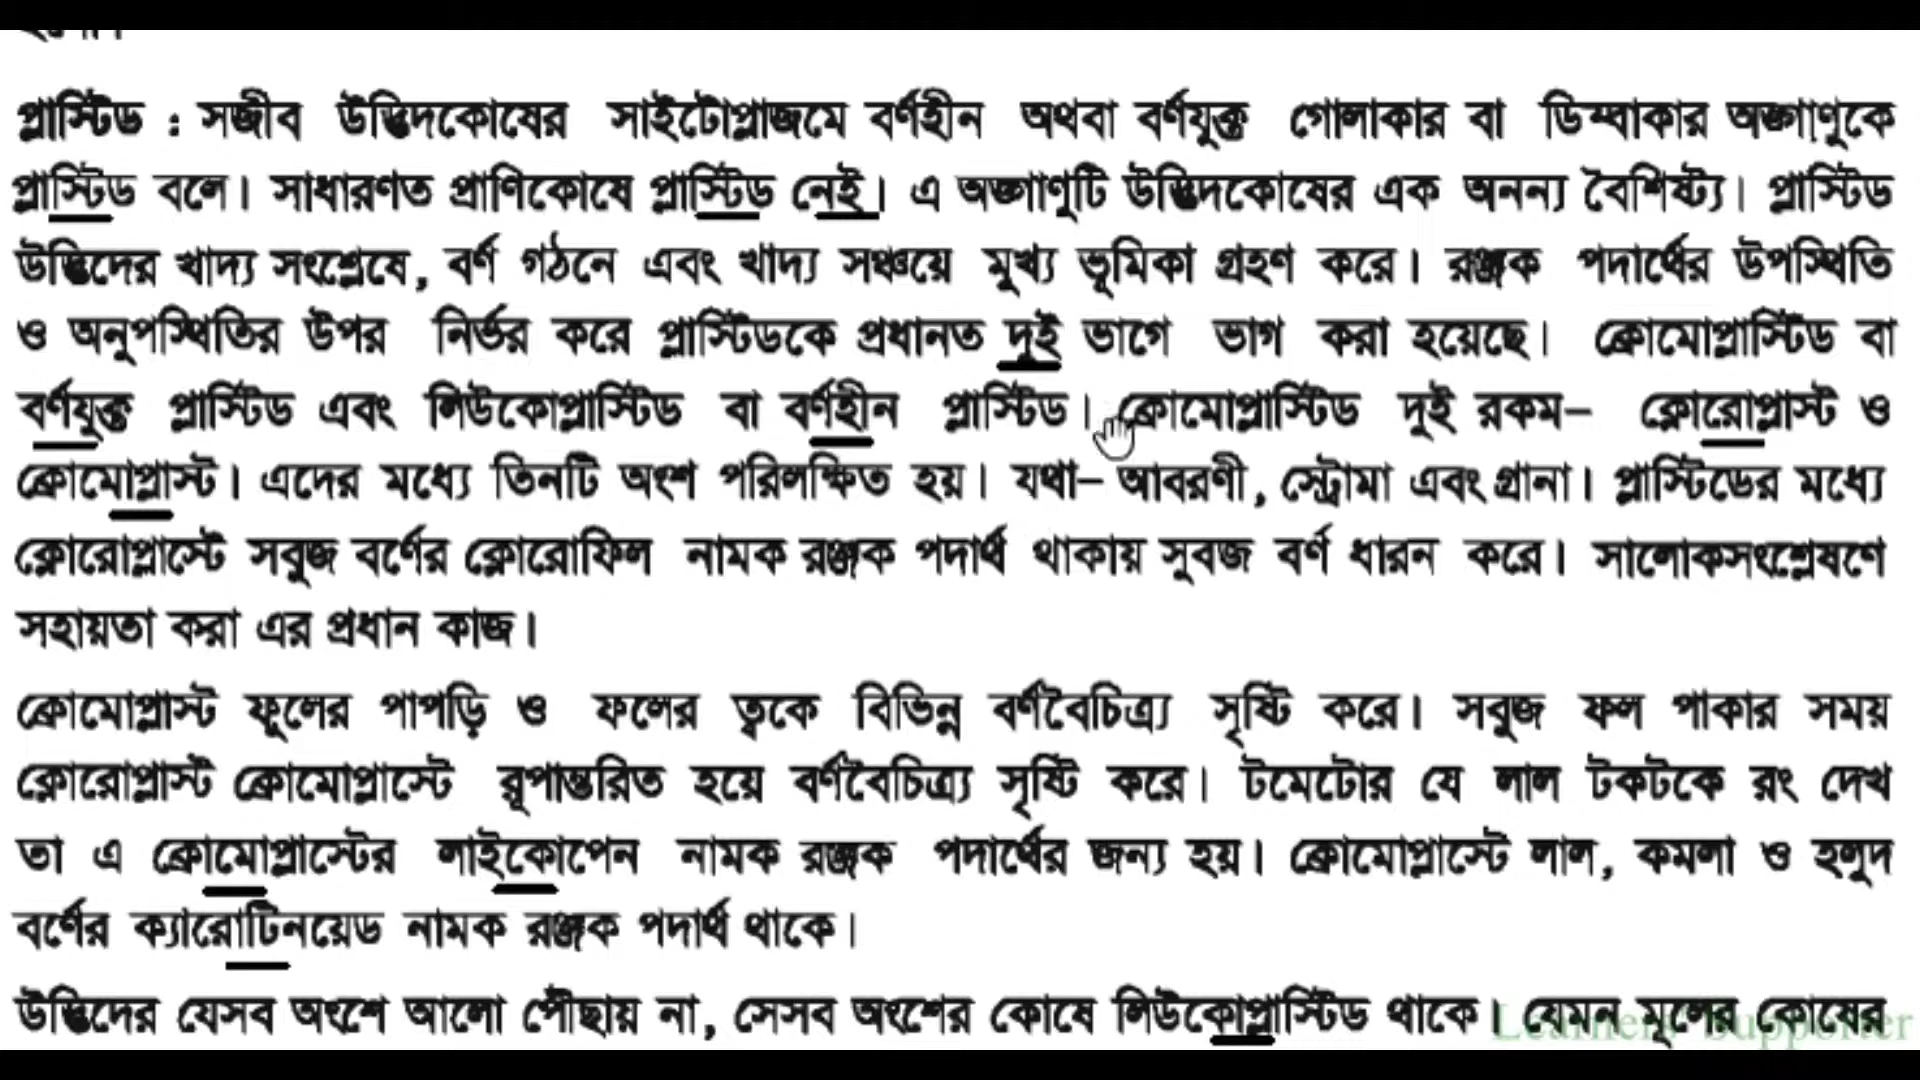 প্লাস্টিড : সজীব উদ্ভিদকোষের সাইটোপ্লাজমে বর্ণহীন অথবা বর্ণযুক্ত গোলাকার বা ডিম্বাকার অঙ্গাণুকে
প্লাস্টিড বলে। সাধারণত প্রাণিকোষে প্লাস্টিড নেই। এ অঙ্গাণুটি উদ্ভিদকোষের এক অনন্য বৈশিষ্ট্য। প্লাস্টিড
উদ্ভিদের খাদ্য সংশ্লেষে, বর্ণ গঠনে এবং খাদ্য সঞ্চয়ে মুখ্য ভূমিকা গ্রহণ করে। রঞ্জক পদার্থের উপস্থিতি
ও অনুপস্থিতির উপর নির্ভর করে প্লাস্টিডকে প্রধানত দুই ভাগে ভাগ করা হয়েছে। ক্রোমোপ্লাস্টিড বা
বর্ণযুক্ত প্লাস্টিড এবং লিউকোপ্লাস্টিড বা বর্ণহীন প্লাস্টিড। ক্রোমোপ্লাস্টিড দুই রকম– ক্লোরোপ্লাস্ট ও
ক্রোমোপ্লাস্ট। এদের মধ্যে তিনটি অংশ পরিলক্ষিত হয়। যথা– আবরণী, স্ট্রোমা এবং গ্রানা। প্লাস্টিডের মধ্যে
ক্লোরোপ্লাস্টে সবুজ বর্ণের ক্লোরোফিল নামক রঞ্জক পদার্থ থাকায় সুবজ বর্ণ ধারন করে। সালোকসংশ্লেষণে
সহায়তা করা এর প্রধান কাজ।
ক্রোমোপ্লাস্ট ফুলের পাপড়ি ও ফলের ত্বকে বিভিন্ন বর্ণবৈচিত্র্য সৃষ্টি করে। সবুজ ফল পাকার সময়
ক্লোরোপ্লাস্ট ক্রোমোপ্লাস্টে রূপান্তরিত হয়ে বর্ণবৈচিত্র্য সৃষ্টি করে। টমেটোর যে লাল টকটকে রং দেখ
তা এ ক্রোমোপ্লাস্টের লাইকোপেন নামক রঞ্জক পদার্থের জন্য হয়। ক্রোমোপ্লাস্টে লাল, কমলা ও হলুদ
বর্ণের ক্যারোটিনয়েড নামক রঞ্জক পদার্থ থাকে।
উদ্ভিদের যেসব অংশে আলো পৌঁছায় না, সেসব অংশের কোষে লিউকোপ্লাস্টিড থাকে। যেমন মূলের কোষের
Learners Supporter